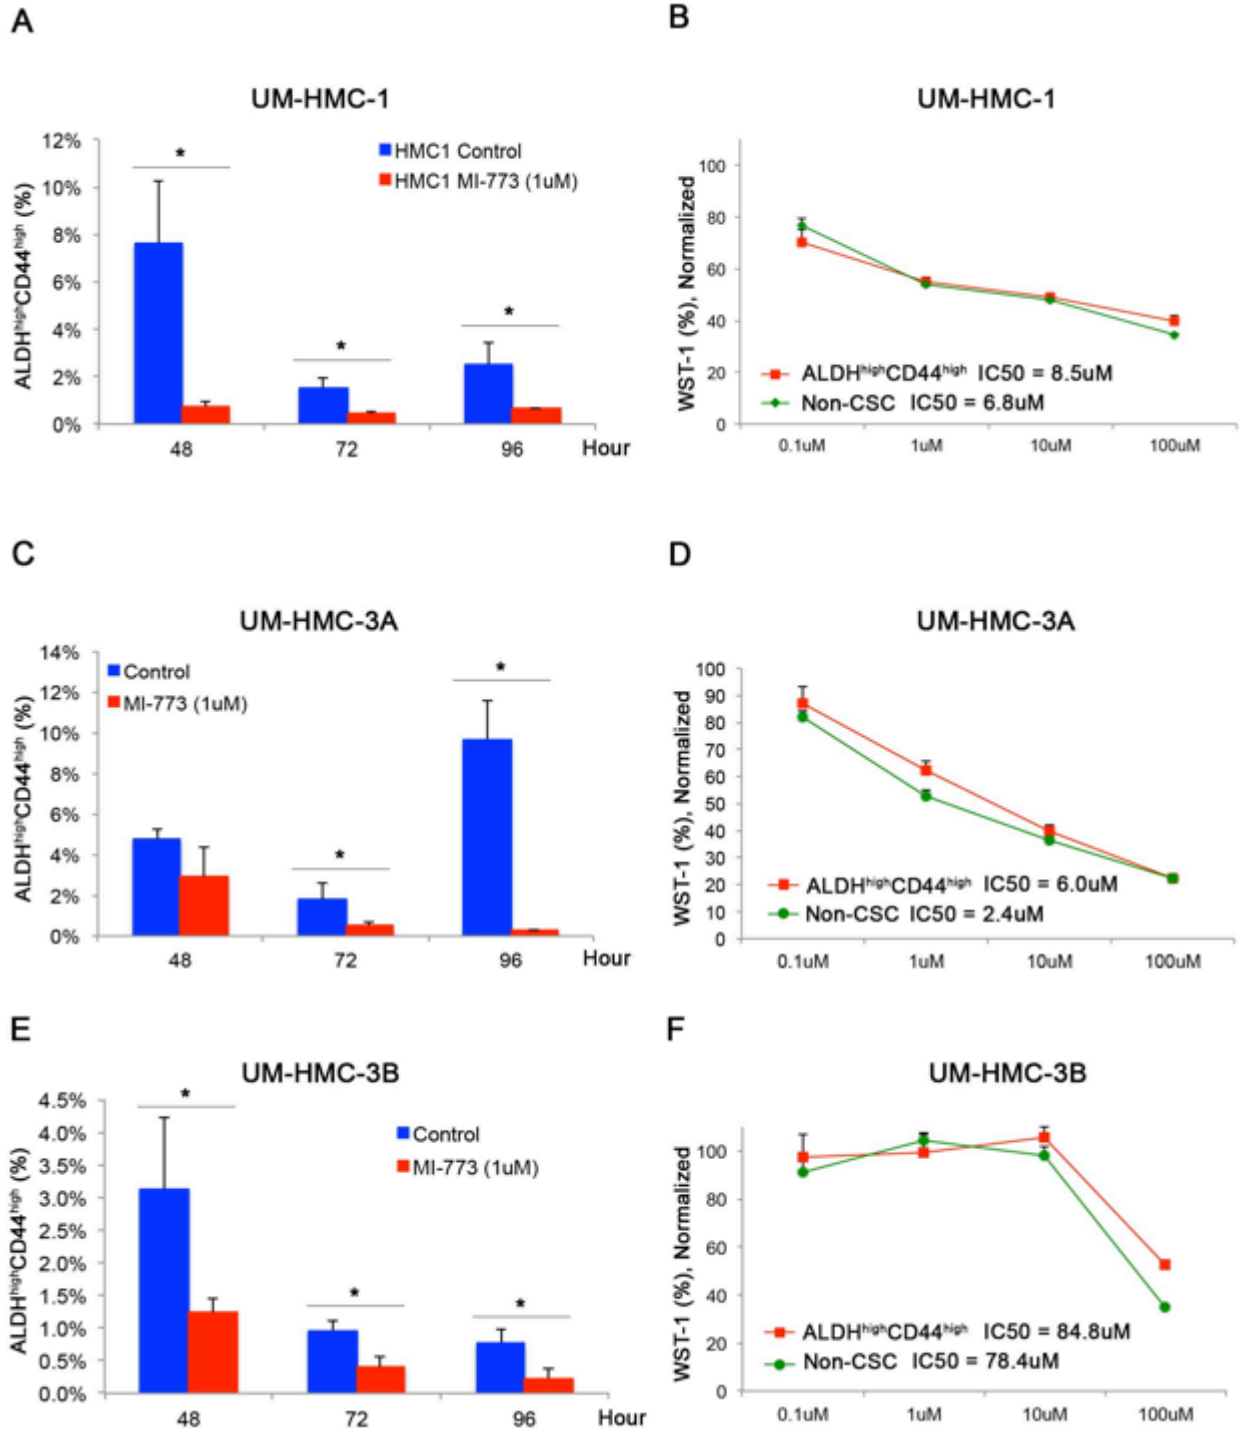 A
UM-HMC-1
ALDHhighCD44high (%)
12%
10%
8%
6%
4%
2%
0%
*
*
*
HMC1 Control
HMC1 MI-773 (1uM)
48
72
96
Hour
B
UM-HMC-1
WST-1 (%), Normalized
100
80
60
40
20
0
ALDHhighCD44high IC50 = 8.5uM
Non-CSC IC50 = 6.8uM
0.1uM
1uM
10uM
100uM
C
UM-HMC-3A
ALDHhighCD44high (%)
14%
12%
10%
8%
6%
4%
2%
0%
Control
MI-773 (1uM)
*
*
48
72
96
Hour
D
UM-HMC-3A
WST-1 (%), Normalized
100
90
80
70
60
50
40
30
20
10
0
ALDHhighCD44high IC50 = 6.0uM
Non-CSC IC50 = 2.4uM
0.1uM
1uM
10uM
100uM
E
UM-HMC-3B
ALDHhighCD44high (%)
4.5%
4.0%
3.5%
3.0%
2.5%
2.0%
1.5%
1.0%
0.5%
0.0%
*
*
*
Control
MI-773 (1uM)
48
72
96
Hour
F
UM-HMC-3B
WST-1 (%), Normalized
100
80
60
40
20
0
ALDHhighCD44high IC50 = 84.8uM
Non-CSC IC50 = 78.4uM
0.1uM
1uM
10uM
100uM